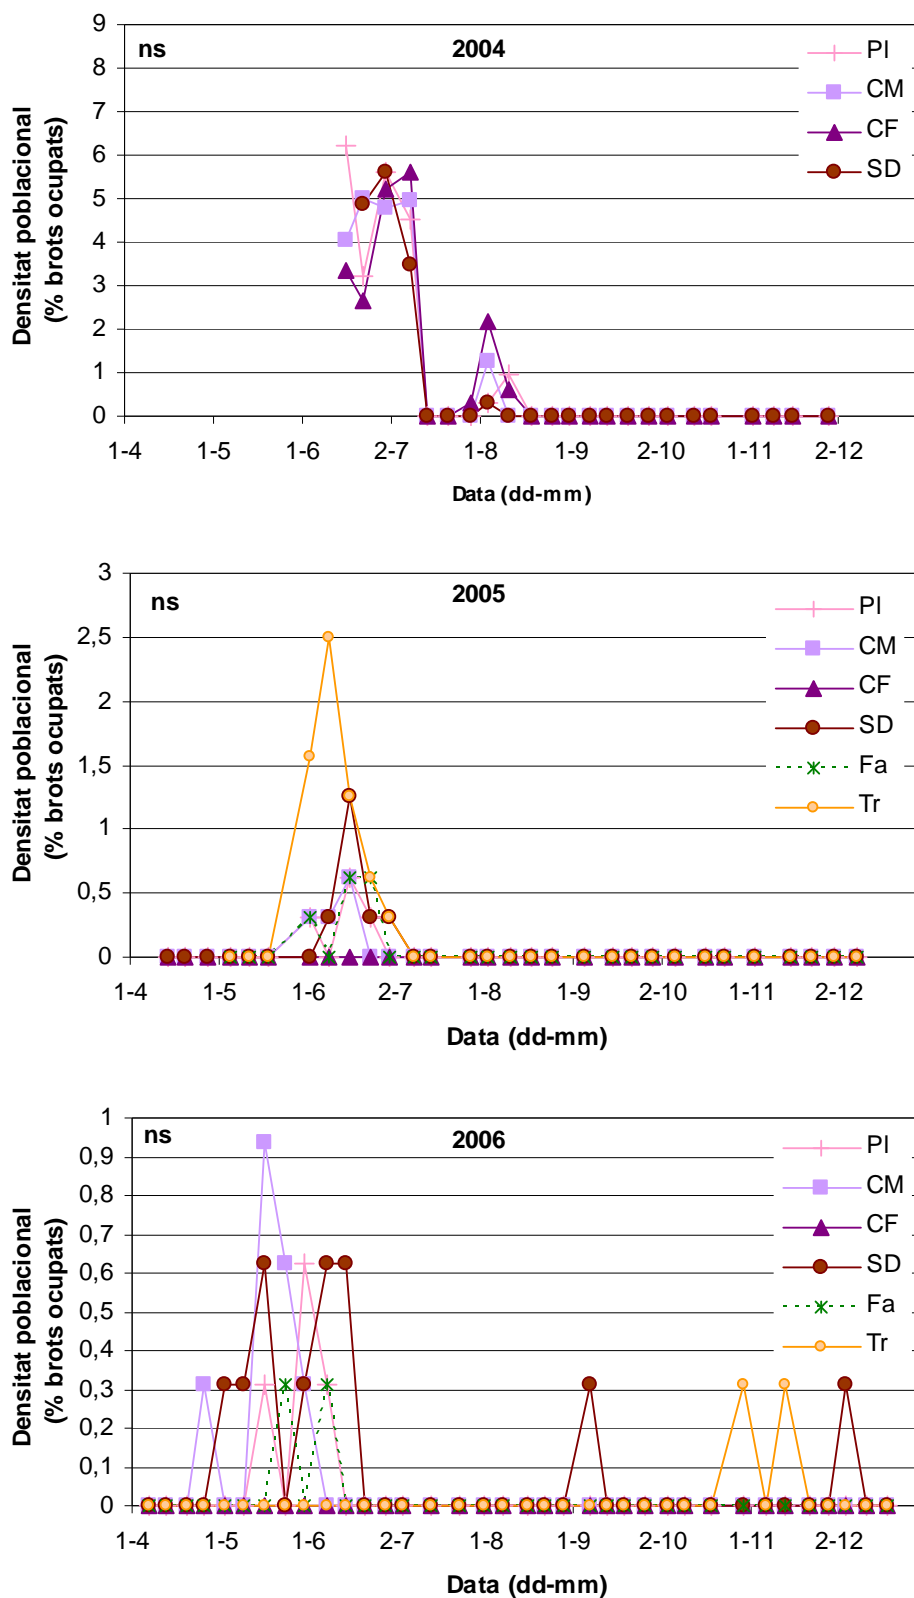 ns
2004
PI
CM
CF
SD
Densitat poblacional
(% brots ocupats)
9
8
7
6
5
4
3
2
1
0
1-4 1-5 1-6 2-7 1-8 1-9 2-10 1-11 2-12
Data (dd-mm)
ns
2005
PI
CM
CF
SD
Fa
Tr
Densitat poblacional
(% brots ocupats)
3
2,5
2
1,5
1
0,5
0
1-4 1-5 1-6 2-7 1-8 1-9 2-10 1-11 2-12
Data (dd-mm)
ns
2006
PI
CM
CF
SD
Fa
Tr
Densitat poblacional
(% brots ocupats)
1
0,9
0,8
0,7
0,6
0,5
0,4
0,3
0,2
0,1
0
1-4 1-5 1-6 2-7 1-8 1-9 2-10 1-11 2-12
Data (dd-mm)